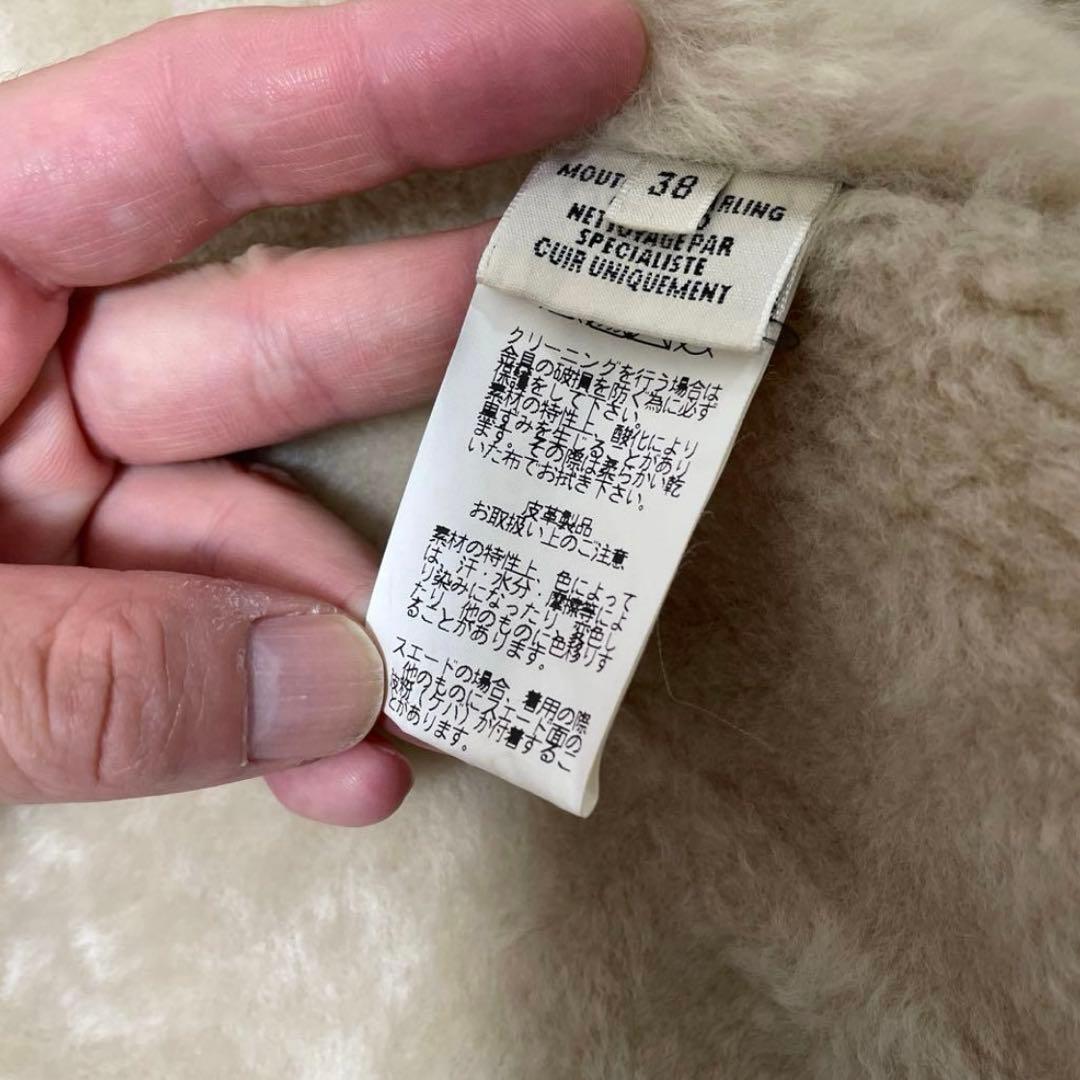 38
MOUT
RLING
NETTOYAGE PAR
SPECIALISTE
CUIR UNIQUEMENT
クリーニングを行う場合は
金具の破損を防ぐ為に必ず
保護をして下さい。
素材の特性上、酸化により
黒ずみを生じることがあり
ます。その際は柔らかい乾
いた布でお拭き下さい。
皮革製品
お取扱い上のご注意
素材の特性上、色によって
は、汗・水分・摩擦等によ
り染みになったり、変色し
たり、他のものに色移りす
ることがあります。
スエードの場合、着用の際
、他のものにスエード面の
皮粉(ケバ)が付着するこ
とがあります。